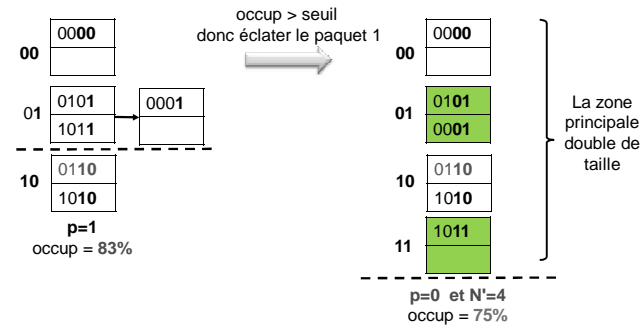 occup > seuil
donc éclater le paquet 1
00
0000
01
0101
1011
0001
10
0110
1010
p=1
occup = 83%
00
0000
01
0101
0001
10
0110
1010
11
1011
p=0 et N'=4
occup = 75%
La zone
principale
double de
taille